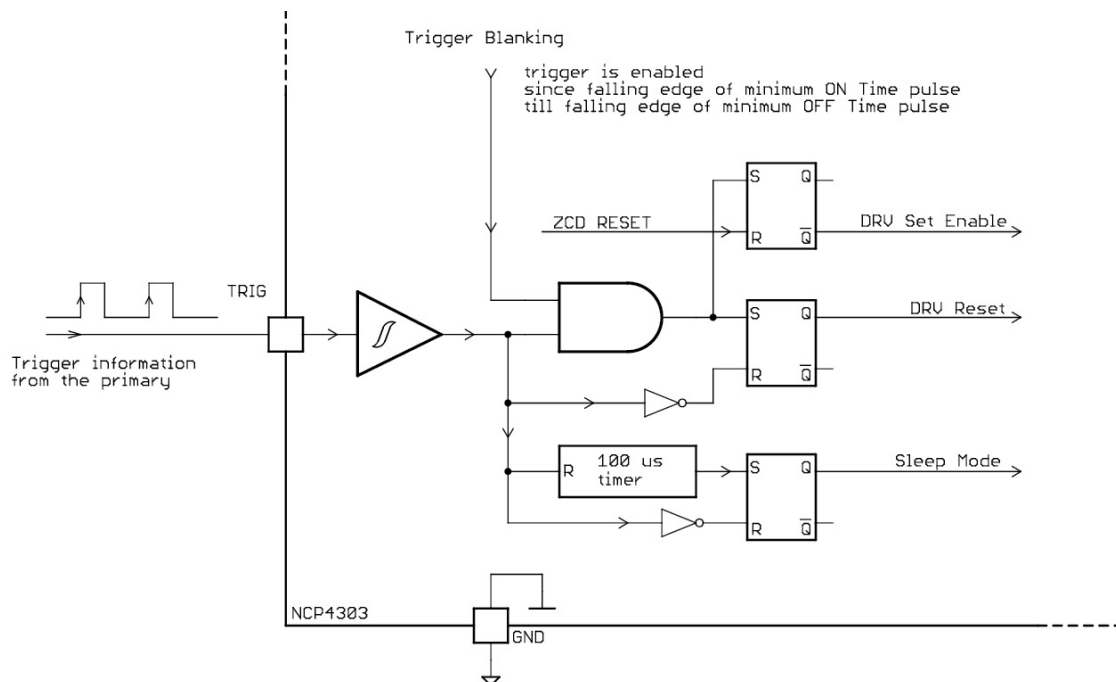 Trigger Blanking
trigger is enabled
since falling edge of minimum ON Time pulse
till falling edge of minimum OFF Time pulse
S Q
ZCD RESET
DRV Set Enable
R Q̅
TRIG
S Q
DRV Reset
Trigger information
from the primary
R Q̅
R
100 us
timer
S Q
Sleep Mode
R Q̅
NCP4303
GND